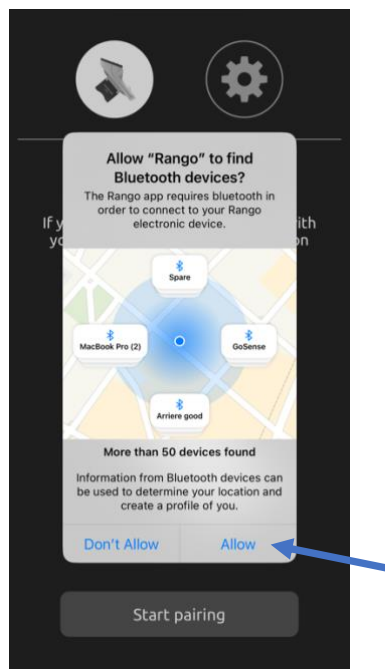 Allow “Rango” to find
Bluetooth devices?
The Rango app requires bluetooth in
order to connect to your Rango
electronic device.
If
Spare
MacBook Pro (2)
GoSense
Arriere good
More than 50 devices found
Information from Bluetooth devices can
be used to determine your location and
create a profile of you.
Don't Allow
Allow
Start pairing